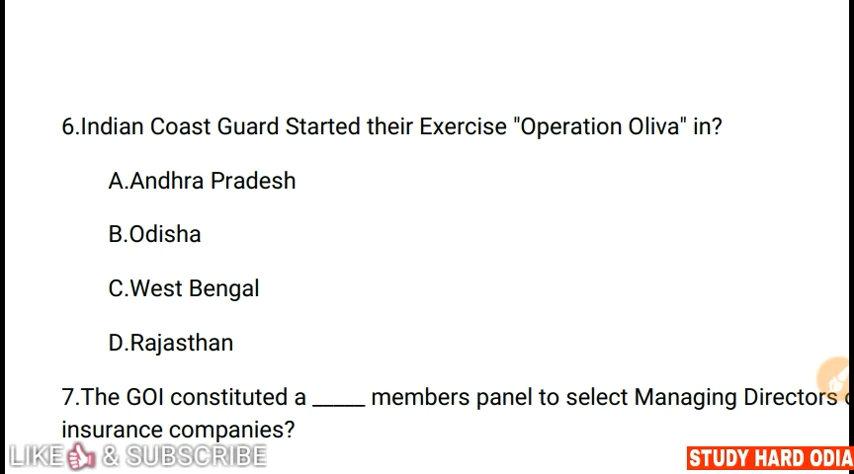 6.Indian Coast Guard Started their Exercise "Operation Oliva" in?
A.Andhra Pradesh
B.Odisha
C.West Bengal
D.Rajasthan
7.The GOI constituted a _____ members panel to select Managing Directors
insurance companies?
LIKE & SUBSCRIBE
STUDY HARD ODIA